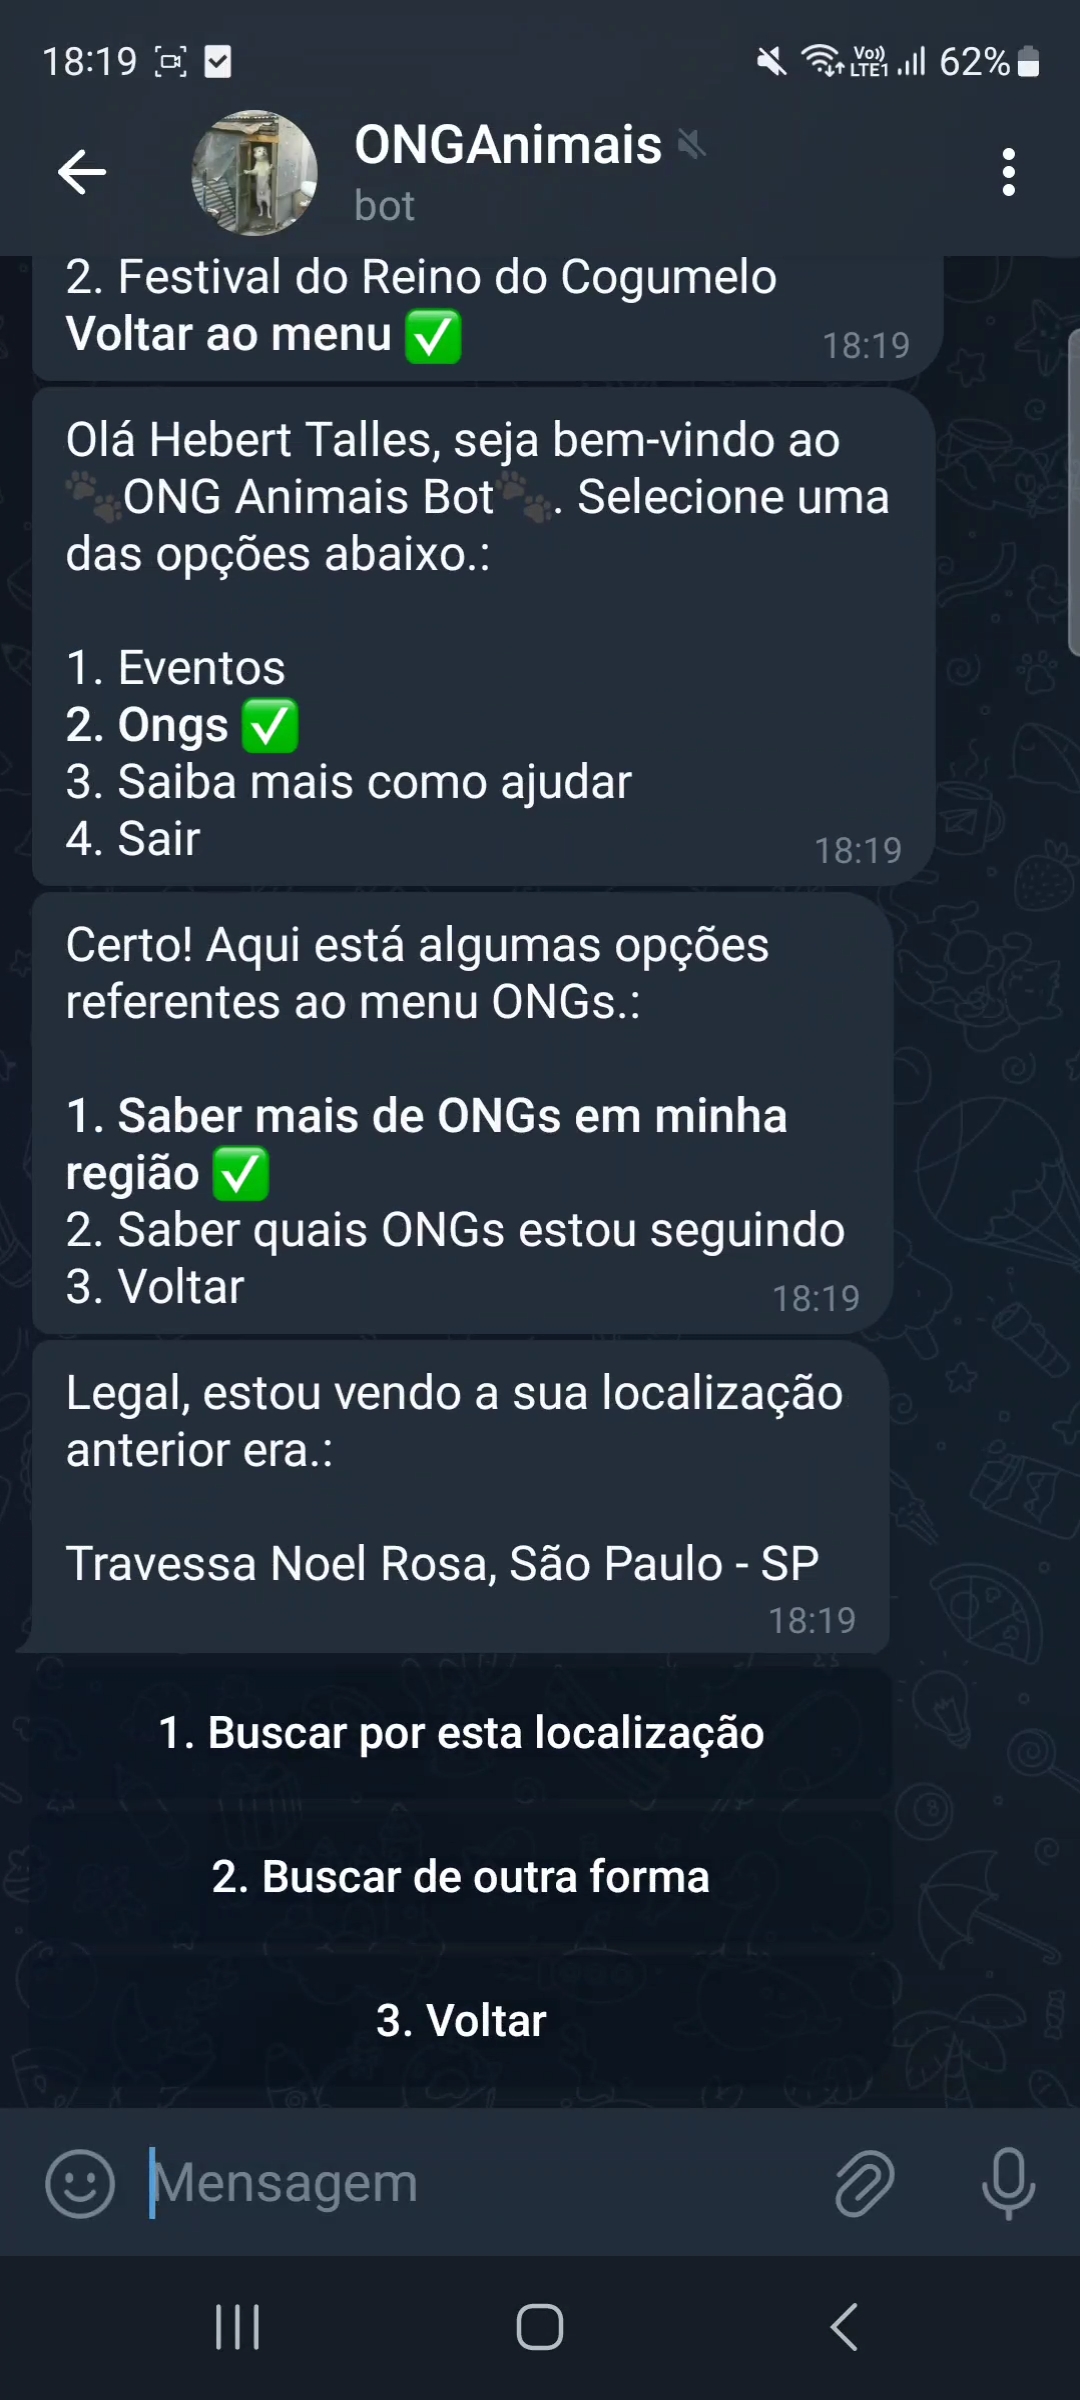 18:19
Vo))
LTE1
62%
ONGAnimais
bot
2. Festival do Reino do Cogumelo
Voltar ao menu ✅
18:19
Olá Hebert Talles, seja bem-vindo ao
🐾ONG Animais Bot🐾. Selecione uma
das opções abaixo.:
1. Eventos
2. Ongs ✅
3. Saiba mais como ajudar
4. Sair
18:19
Certo! Aqui está algumas opções
referentes ao menu ONGs.:
1. Saber mais de ONGs em minha
região ✅
2. Saber quais ONGs estou seguindo
3. Voltar
18:19
Legal, estou vendo a sua localização
anterior era.:
Travessa Noel Rosa, São Paulo - SP
18:19
1. Buscar por esta localização
2. Buscar de outra forma
3. Voltar
Mensagem